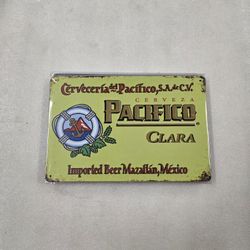 Cervecería del Pacífico, S.A. de C.V.
CERVEZA
PACIFICO
CLARA
Imported Beer Mazatlán, México